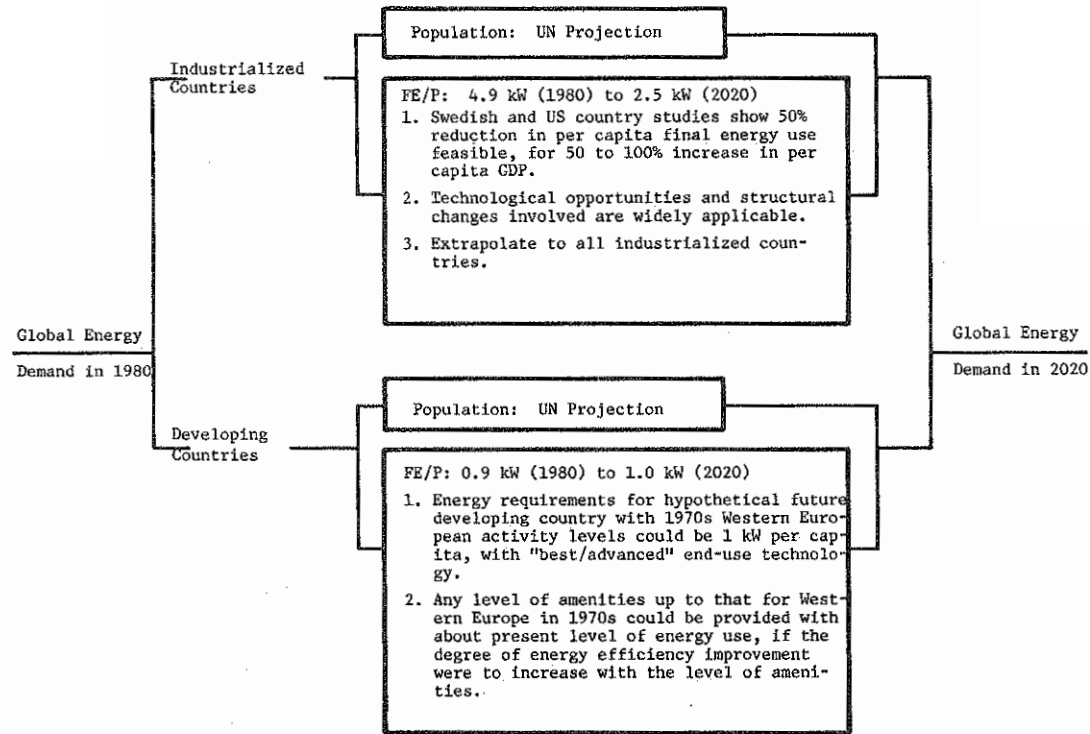 Global Energy
Demand in 1980
Industrialized
Countries
Population: UN Projection
FE/P: 4.9 kW (1980) to 2.5 kW (2020)
1. Swedish and US country studies show 50%
reduction in per capita final energy use
feasible, for 50 to 100% increase in per
capita GDP.
2. Technological opportunities and structural
changes involved are widely applicable.
3. Extrapolate to all industrialized coun-
tries.
Developing
Countries
Population: UN Projection
FE/P: 0.9 kW (1980) to 1.0 kW (2020)
1. Energy requirements for hypothetical future
developing country with 1970s Western Euro-
pean activity levels could be 1 kW per cap-
ita, with "best/advanced" end-use technolo-
gy.
2. Any level of amenities up to that for West-
ern Europe in 1970s could be provided with
about present level of energy use, if the
degree of energy efficiency improvement
were to increase with the level of ameni-
ties.
Global Energy
Demand in 2020